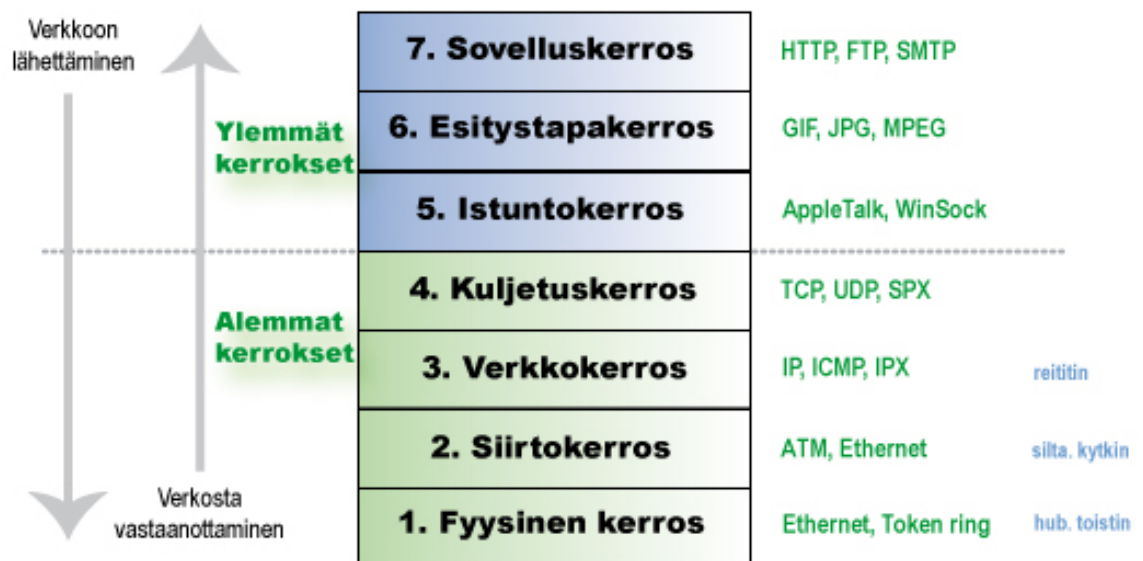 Verkkoon
lähettäminen
7. Sovelluskerros
HTTP, FTP, SMTP
Ylemmät
kerrokset
6. Esitystapakerros
GIF, JPG, MPEG
5. Istuntokerros
AppleTalk, WinSock
4. Kuljetuskerros
TCP, UDP, SPX
Alemmat
kerrokset
3. Verkkokerros
IP, ICMP, IPX
reititin
2. Siirtokerros
ATM, Ethernet
silta. kytkin
Verkosta
vastaanottaminen
1. Fyysinen kerros
Ethernet, Token ring
hub. toistin